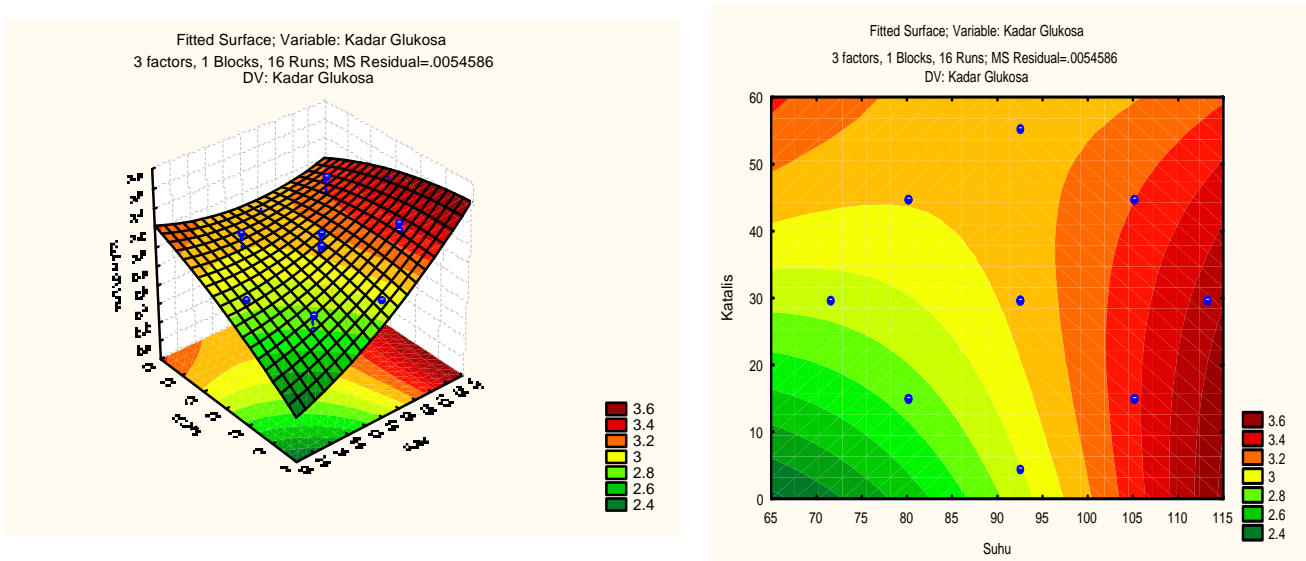 Fitted Surface; Variable: Kadar Glukosa
3 factors, 1 Blocks, 16 Runs; MS Residual=.0054586
DV: Kadar Glukosa
3.6
3.4
3.2
3
2.8
2.6
2.4
Fitted Surface; Variable: Kadar Glukosa
3 factors, 1 Blocks, 16 Runs; MS Residual=.0054586
DV: Kadar Glukosa
60
50
40
30
20
10
0
Katalis
65 70 75 80 85 90 95 100 105 110 115
Suhu
3.6
3.4
3.2
3
2.8
2.6
2.4